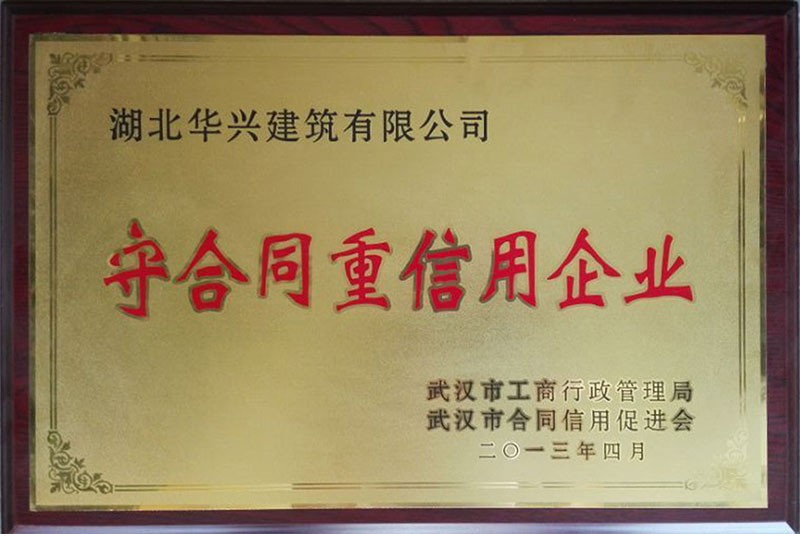 湖北华兴建筑有限公司
守合同重信用企业
武汉市工商行政管理局
武汉市合同信用促进会
二〇一三年四月